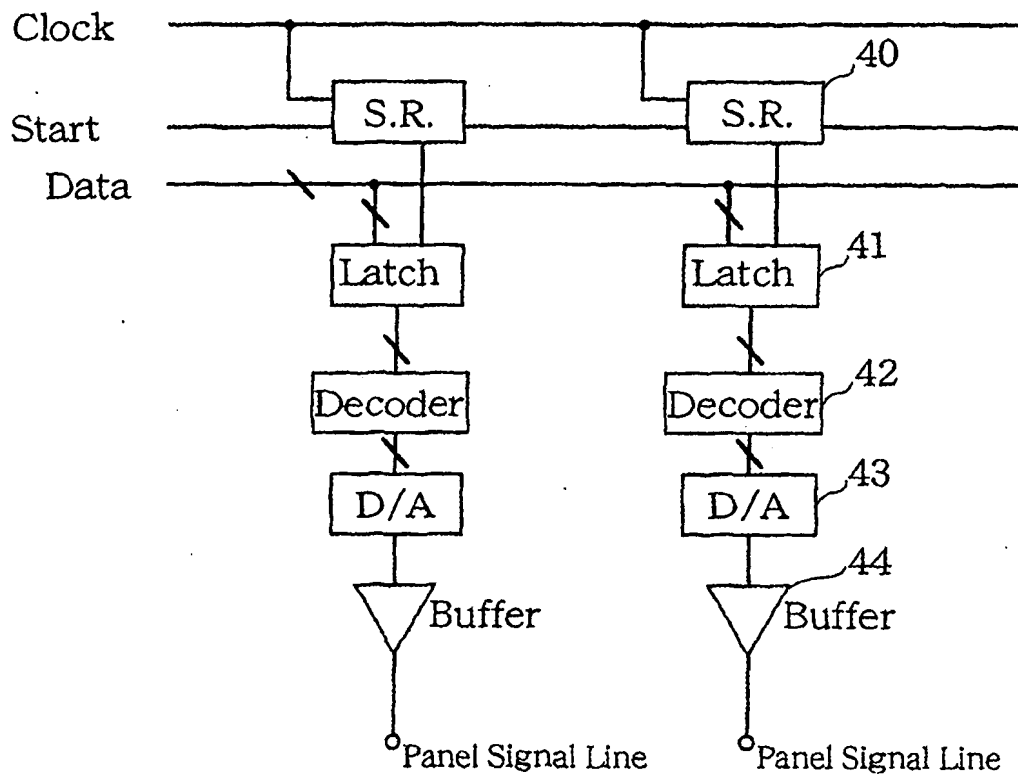 Clock
40
S.R. S.R.
Start
Data
41
Latch Latch
42
Decoder Decoder
43
D/A D/A
44
Buffer Buffer
Panel Signal Line Panel Signal Line